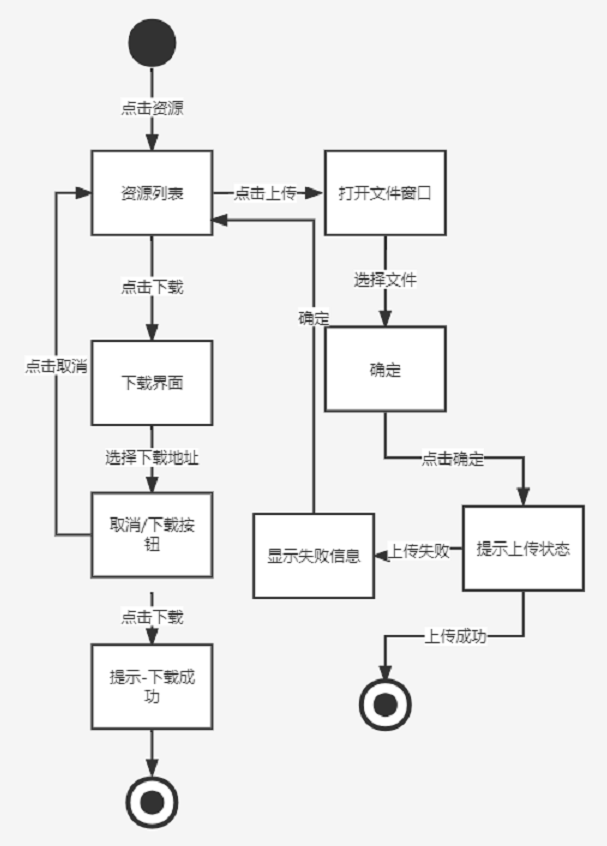 点击资源
资源列表
点击上传
打开文件窗口
点击下载
选择文件
确定
点击取消
下载界面
确定
选择下载地址
点击确定
取消/下载按
钮
显示失败信息
上传失败
提示上传状态
点击下载
上传成功
提示-下载成
功